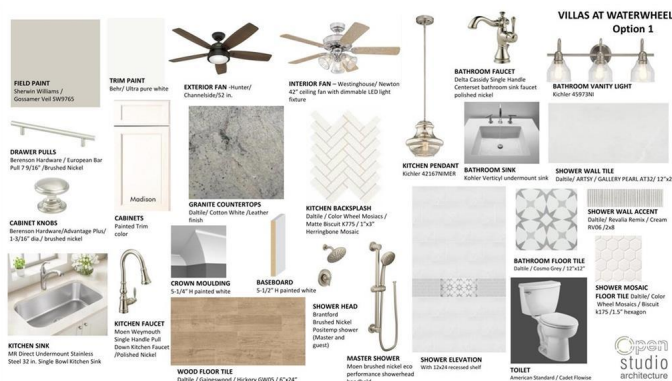 VILLAS AT WATERWHEEL
Option 1
FIELD PAINT
Sherwin Williams /
Gossamer Veil SW9765
TRIM PAINT
Behr/ Ultra pure white
EXTERIOR FAN -Hunter/
Channelside/52 in.
INTERIOR FAN – Westinghouse/ Newton
42” ceiling fan with dimmable LED light
fixture
KITCHEN PENDANT
Kichler 42167NIMER
BATHROOM FAUCET
Delta Cassidy Single Handle
Centerset bathroom sink faucet
polished nickel
BATHROOM VANITY LIGHT
Kichler 45973NI
DRAWER PULLS
Berenson Hardware / European Bar
Pull 7 9/16” /Brushed Nickel
Madison
CABINETS
Painted Trim
color
GRANITE COUNTERTOPS
Daltile/ Cotton White /Leather
finish
KITCHEN BACKSPLASH
Daltile / Color Wheel Mosiacs /
Matte Biscuit K775 / 1”x3”
Herringbone Mosaic
BATHROOM SINK
Kohler Verticyl undermount sink
SHOWER WALL TILE
Daltile/ ARTSY / GALLERY PEARL AT32/ 12”x2
CABINET KNOBS
Berenson Hardware/Advantage Plus/
1-3/16” dia./ brushed nickel
SHOWER WALL ACCENT
Daltile/ Revalia Remix / Cream
RV06 /2x8
BATHROOM FLOOR TILE
Daltile / Cosmo Grey / 12”x12”
CROWN MOULDING
5-1/4” H painted white
BASEBOARD
5-1/2” H painted white
SHOWER MOSAIC
FLOOR TILE Daltile/ Color
Wheel Mosaics / Biscuit
k175 /1.5” hexagon
KITCHEN SINK
MR Direct Undermount Stainless
Steel 32 in. Single Bowl Kitchen Sink
KITCHEN FAUCET
Moen Weymouth
Single Handle Pull
Down Kitchen Faucet
/Polished Nickel
SHOWER HEAD
Brantford
Brushed Nickel
Positemp shower
(Master and
guest)
WOOD FLOOR TILE
Daltile / Gaineswood / Hickory GW05 / 6”x24”
MASTER SHOWER
Moen brushed nickel eco
performance showerhead
SHOWER ELEVATION
With 12x24 recessed shelf
TOILET
American Standard / Cadet Flowise
Open
studio
architecture